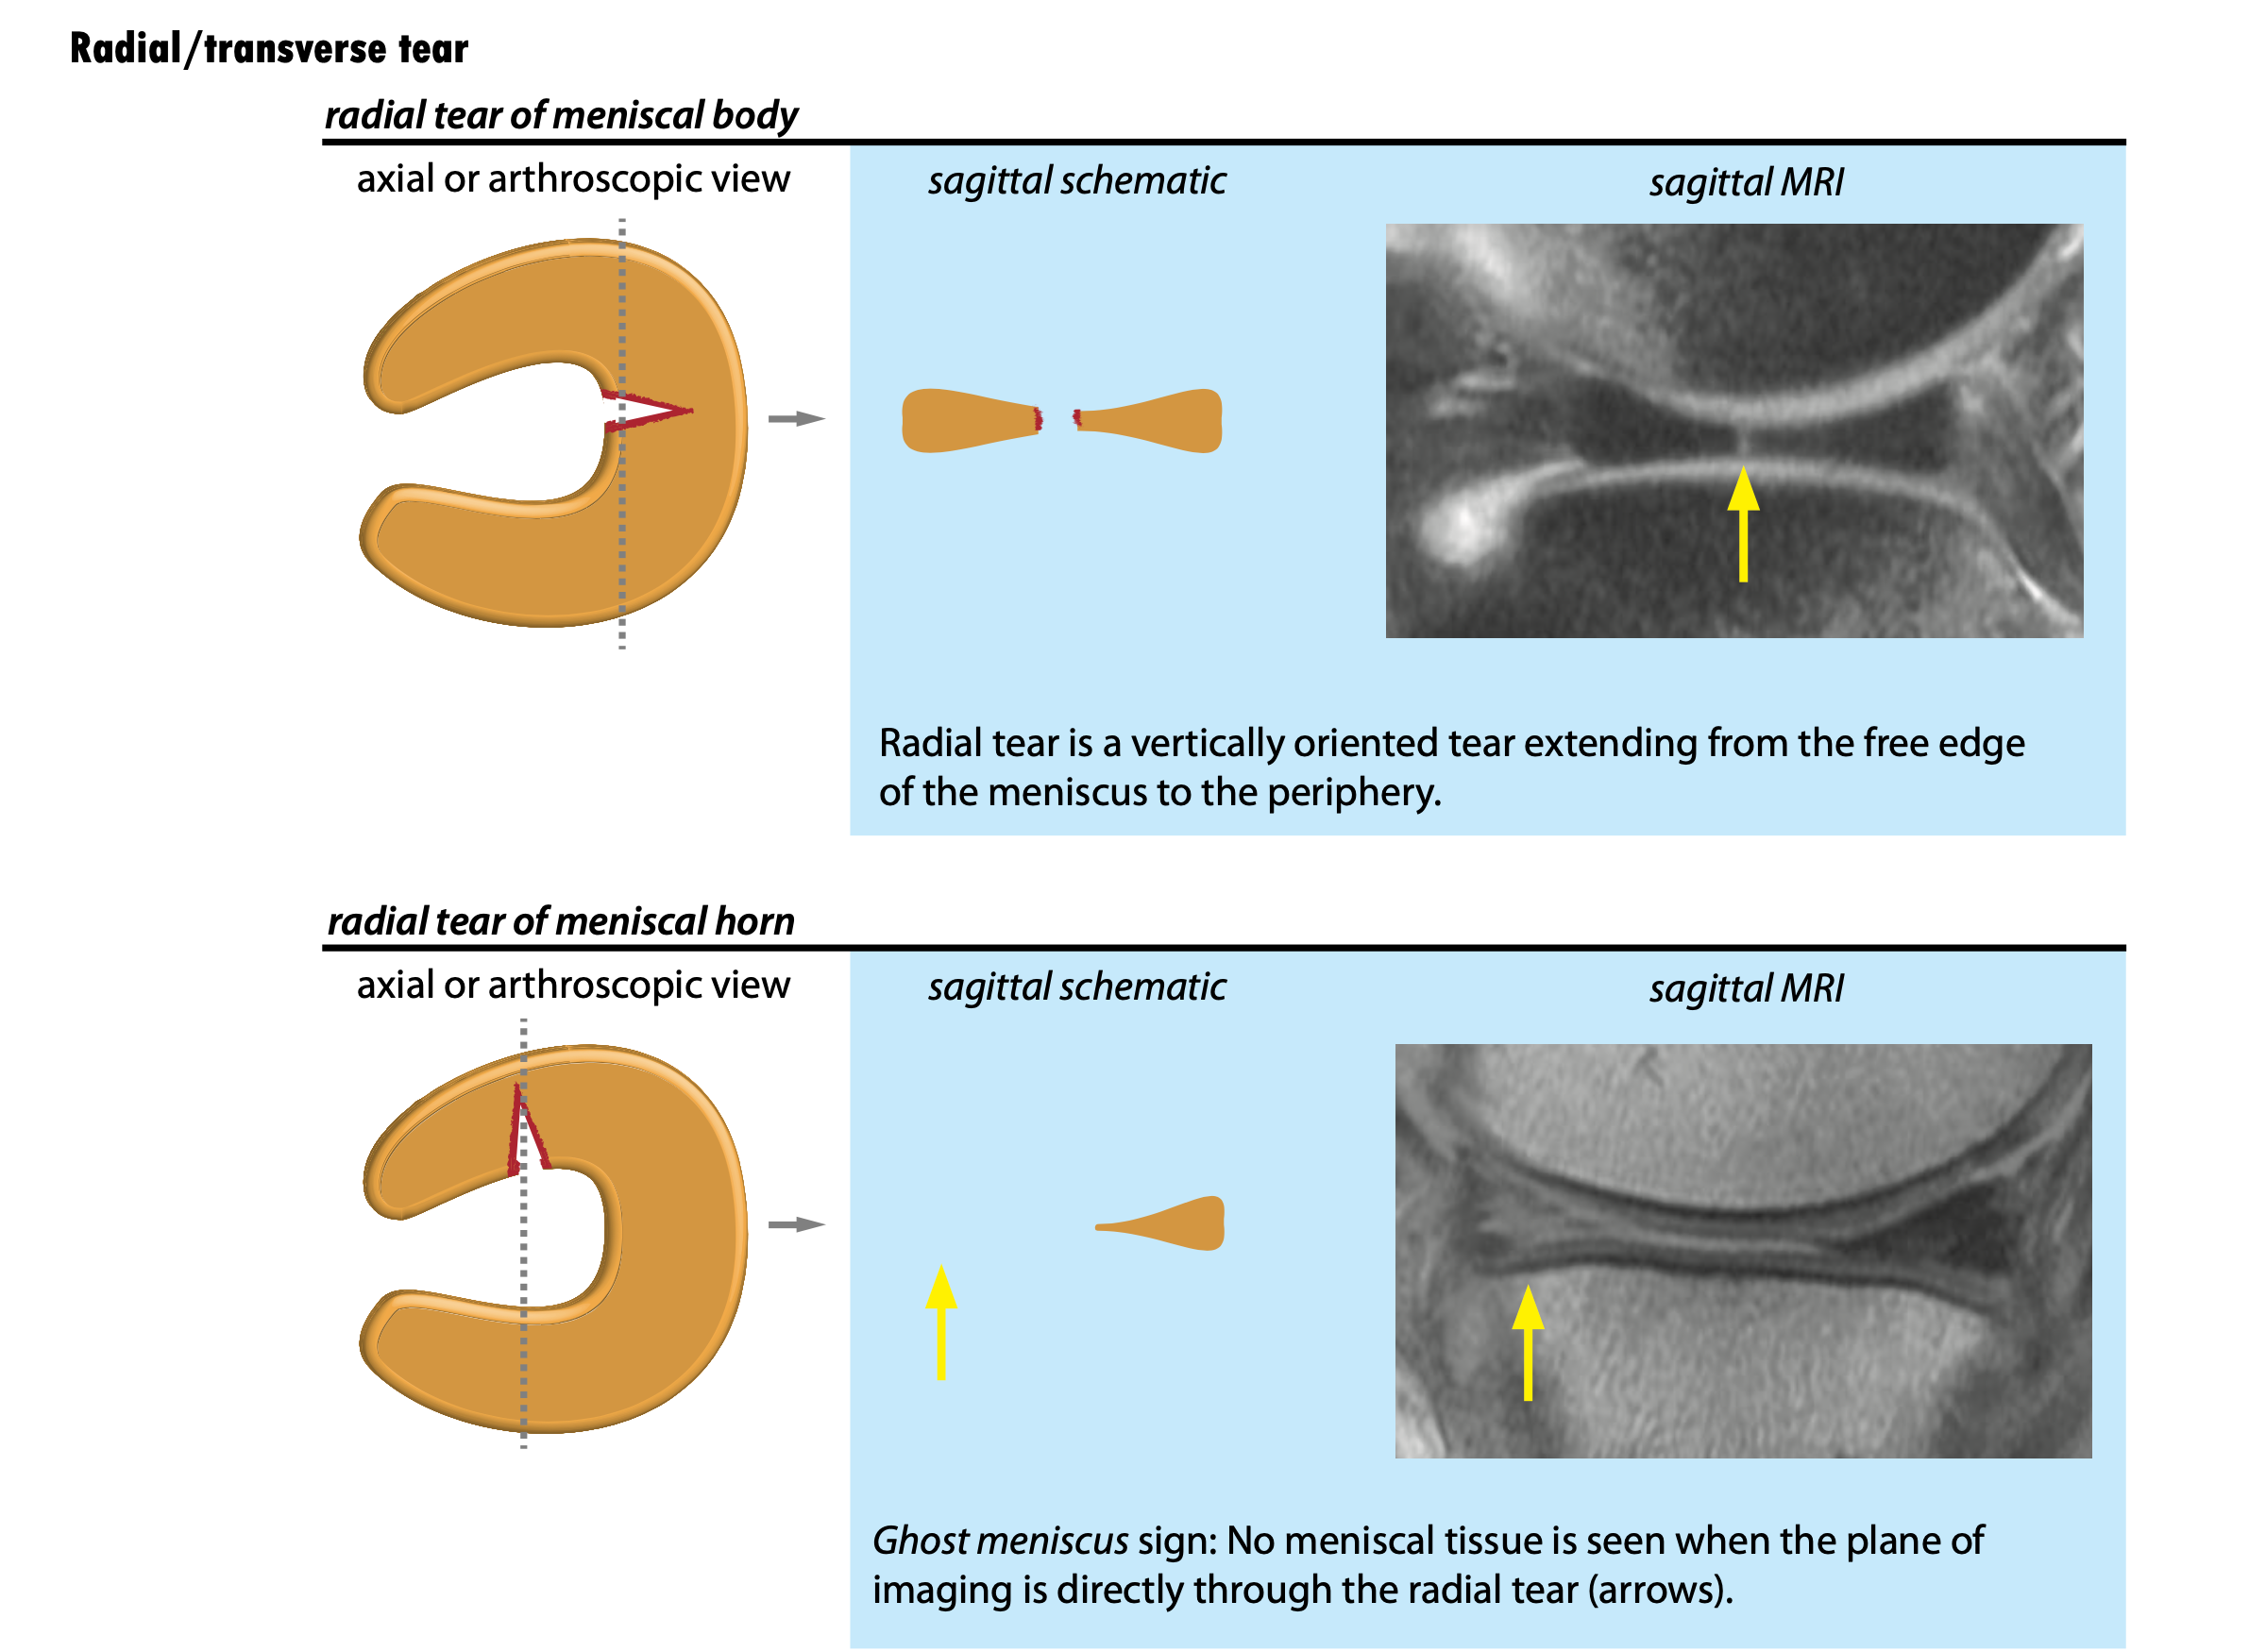 Radial/transverse tear
radial tear of meniscal body
axial or arthroscopic view
sagittal schematic
sagittal MRI
Radial tear is a vertically oriented tear extending from the free edge
of the meniscus to the periphery.
radial tear of meniscal horn
axial or arthroscopic view
sagittal schematic
sagittal MRI
Ghost meniscus sign: No meniscal tissue is seen when the plane of
imaging is directly through the radial tear (arrows).